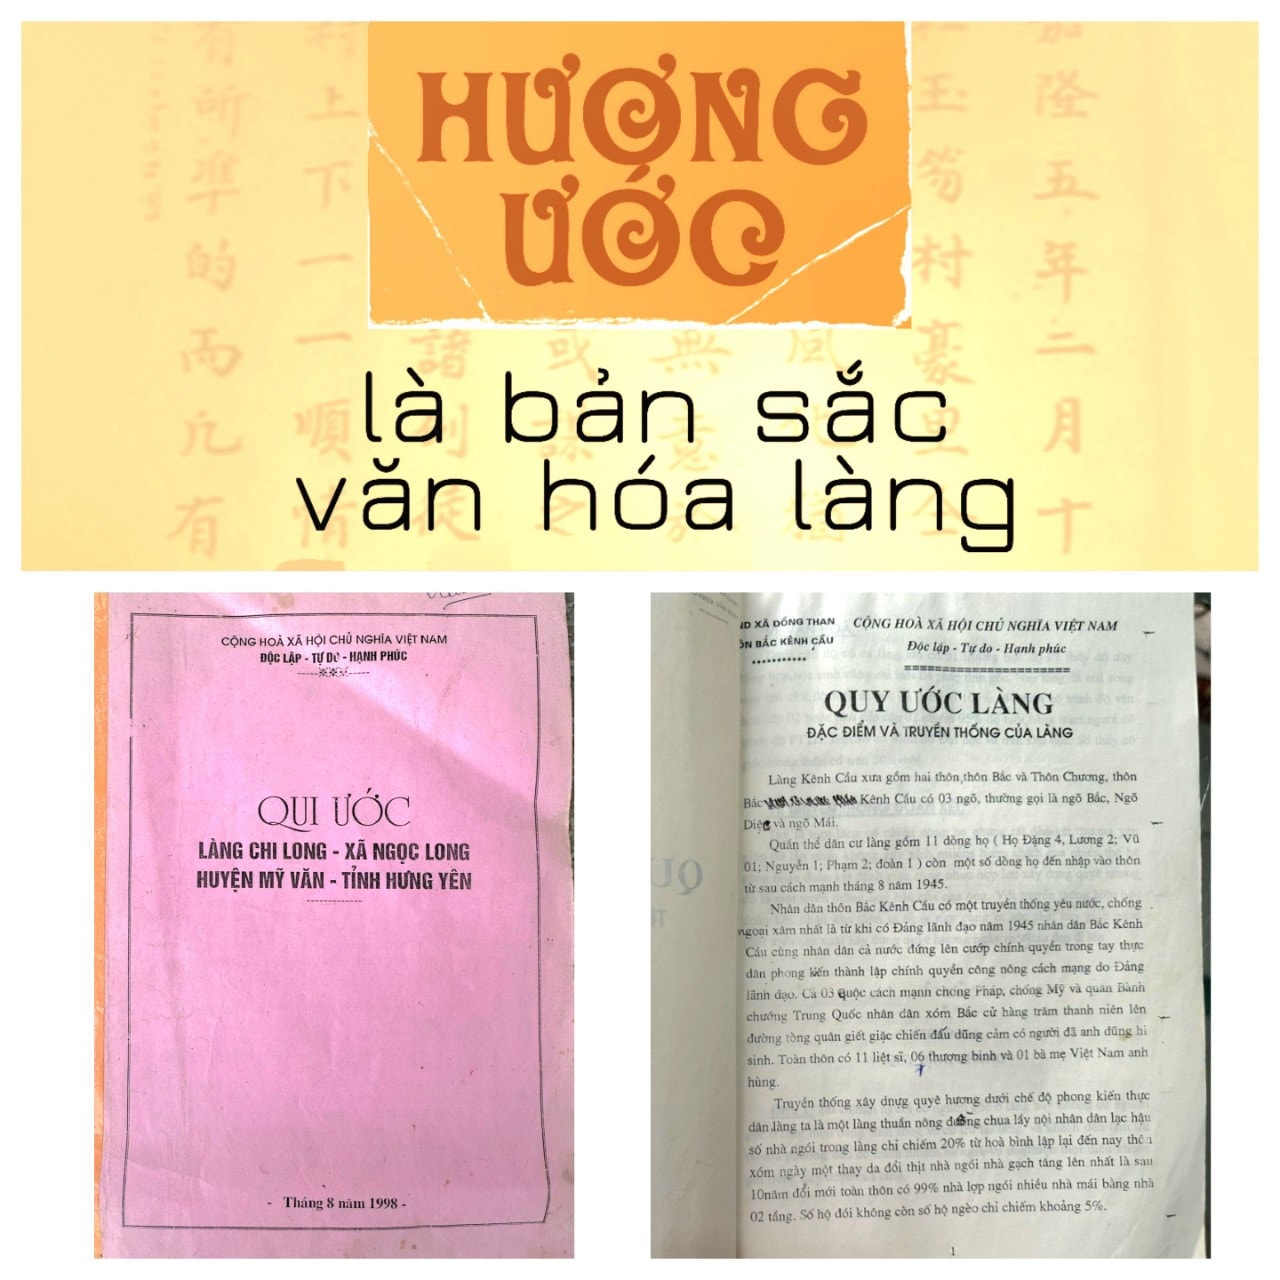 HƯƠNG
ƯỚC
là bản sắc
văn hóa làng
嘉隆五年二月十
CỘNG HOÀ XÃ HỘI CHỦ NGHĨA VIỆT NAM
ĐỘC LẬP - TỰ DO - HẠNH PHÚC
QUI ƯỚC
LÀNG CHI LONG - XÃ NGỌC LONG
HUYỆN MỸ VĂN - TỈNH HƯNG YÊN
- Tháng 8 năm 1998 -
ND XÃ ĐỒNG THAN
ÔN BẮC KÊNH CẦU
CỘNG HOÀ XÃ HỘI CHỦ NGHĨA VIỆT NAM
Độc lập - Tự do - Hạnh phúc
QUY ƯỚC LÀNG
ĐẶC ĐIỂM VÀ TRUYỀN THỐNG CỦA LÀNG
Làng Kênh Cầu xưa gồm hai thôn,thôn Bắc và Thôn Chương, thôn
Bắc Kênh Cầu có 03 ngõ, thường gọi là ngõ Bắc, Ngõ
và ngõ Mái.
Quần thể dân cư làng gồm 11 dòng họ ( Họ Đặng 4, Lương 2; Vũ
01; Nguyễn 1; Phạm 2; đoàn 1 ) còn một số dòng họ đến nhập vào thôn
từ sau cách mạnh tháng 8 năm 1945.
Nhân dân thôn Bắc Kênh Cầu có một truyền thống yêu nước, chống
ngoại xâm nhất là từ khi có Đảng lãnh đạo năm 1945 nhân dân Bắc Kênh
Cầu cùng nhân dân cả nước đứng lên cướp chính quyền trong tay thực
dân phong kiến thành lập chính quyền công nông cách mạng do Đảng
lãnh đạo. Cả 03 Quộc cách mạnh chống Pháp, chống Mỹ và quân Bành
chướng Trung Quốc nhân dân xóm Bắc cử hàng trăm thanh niên lên
đường tòng quân giết giặc chiến đấu dũng cảm có người đã anh dũng hi
sinh. Toàn thôn có 11 liệt sĩ, 06 thượng binh và 01 bà mẹ Việt Nam anh
7
hùng.
Truyền thống xây dnựg quyê hương dưới chế độ phong kiến thực
dân làng ta là một làng thuần nông đồng chua lầy nội nhân dân lạc hậu
số nhà ngói trong làng chỉ chiếm 20% từ hoà bình lập lại đến nay thôn
xóm ngày một thay da đổi thịt nhà ngói nhà gạch tăng lên nhất là sau
10năm đổi mới toàn thôn có 99% nhà lợp ngói nhiều nhà mái bằng nhà
02 tầng. Số hộ đói không còn số hộ ngèo chỉ chiếm khoảng 5%.
1